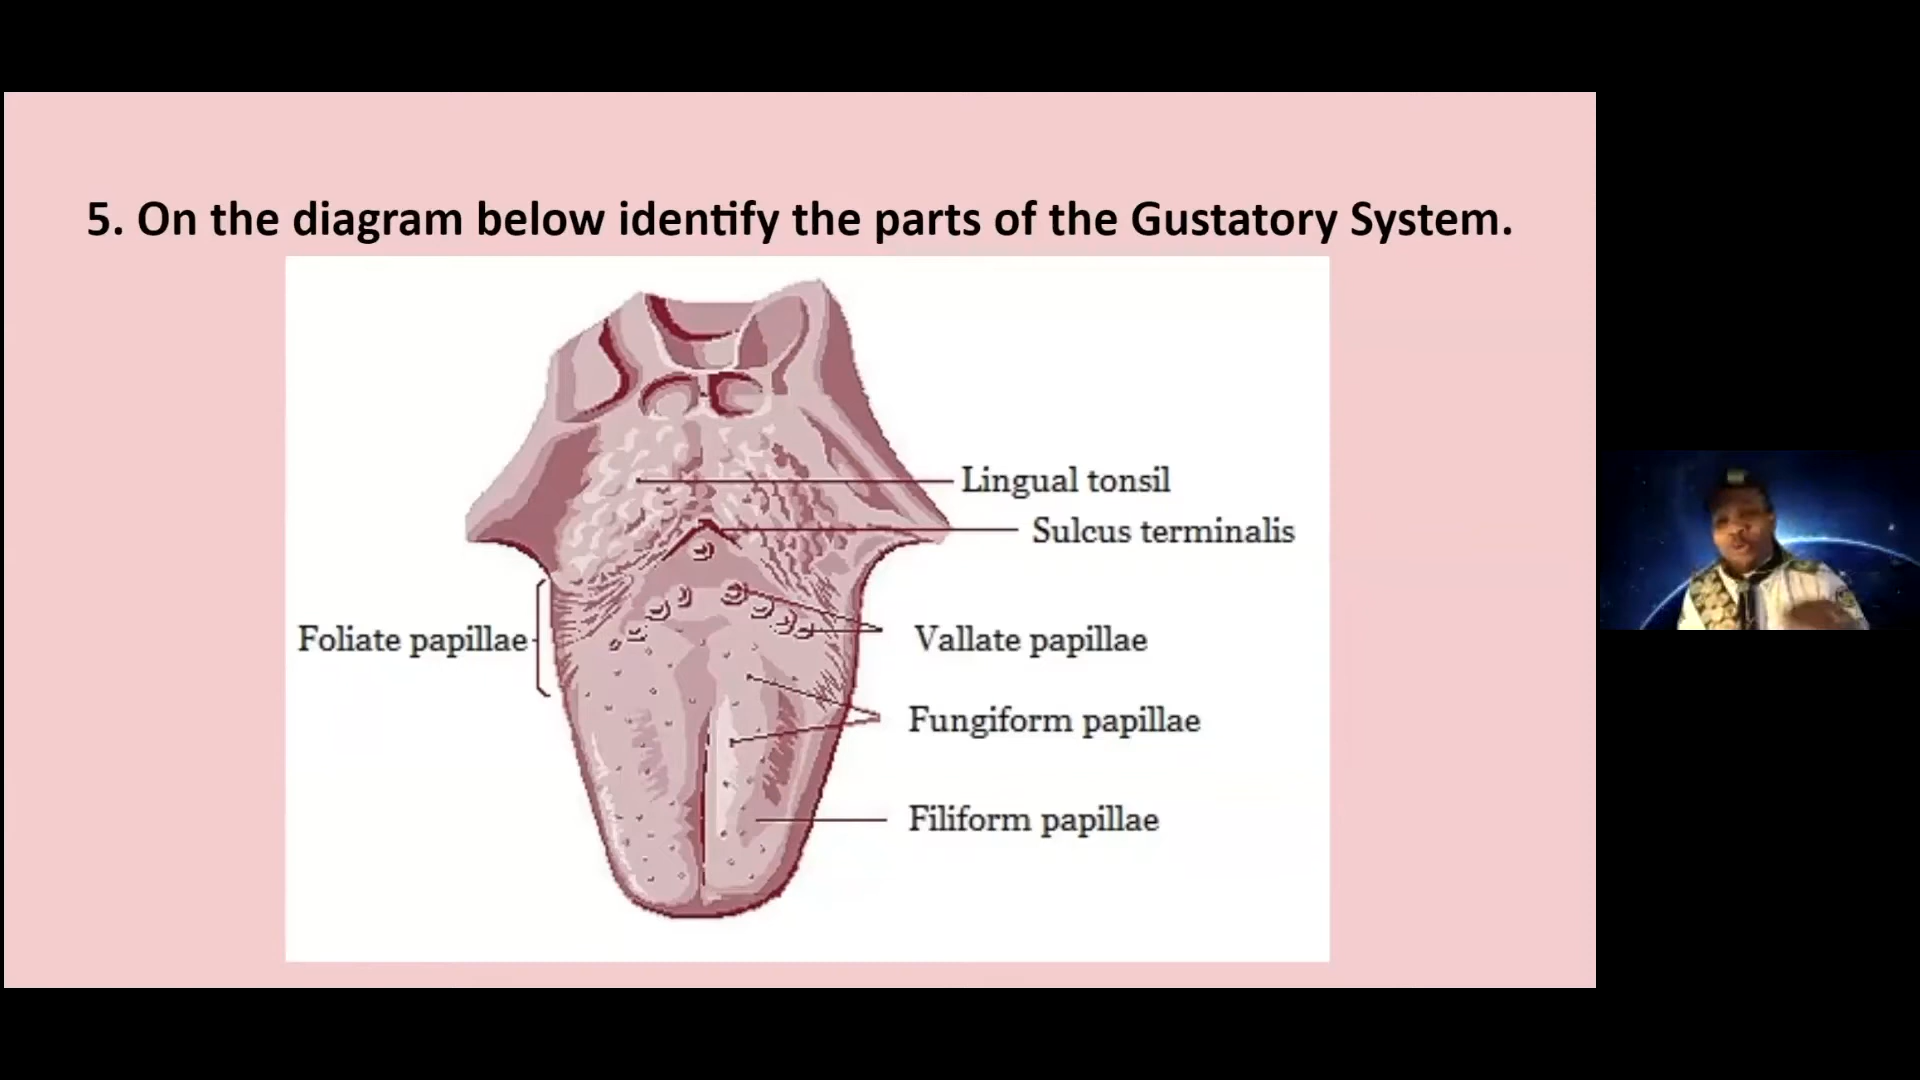 5. On the diagram below identify the parts of the Gustatory System.
Lingual tonsil
Sulcus terminalis
Foliate papillae
Vallate papillae
Fungiform papillae
Filiform papillae